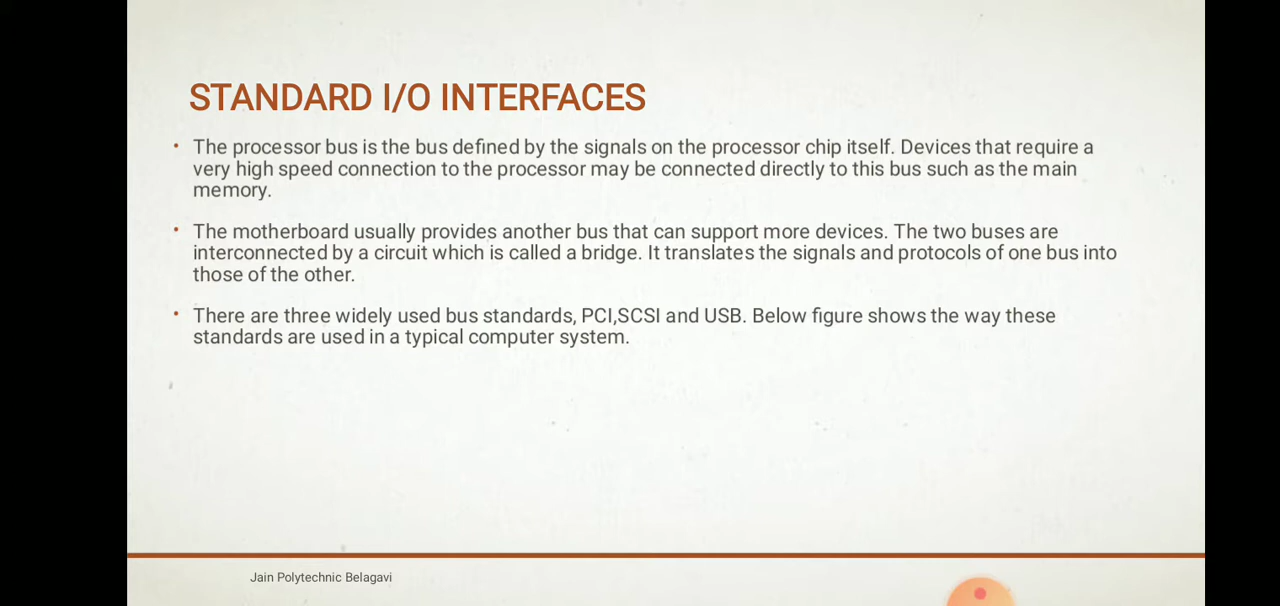 STANDARD I/O INTERFACES
• The processor bus is the bus defined by the signals on the processor chip itself. Devices that require a
very high speed connection to the processor may be connected directly to this bus such as the main
memory.
• The motherboard usually provides another bus that can support more devices. The two buses are
interconnected by a circuit which is called a bridge. It translates the signals and protocols of one bus into
those of the other.
• There are three widely used bus standards, PCI,SCSI and USB. Below figure shows the way these
standards are used in a typical computer system.
Jain Polytechnic Belagavi